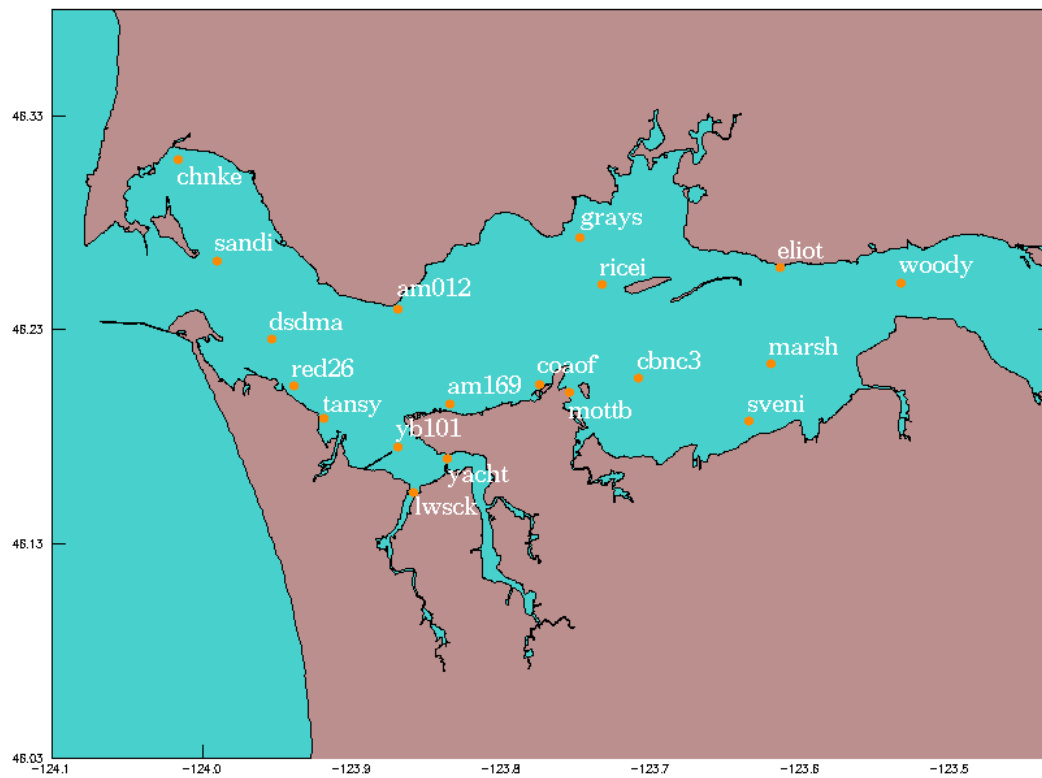 46.33
chnke
grays
sandi
eliot
ricei
woody
am012
46.23
dsdma
marsh
red26
coaof
cbnc3
am169
tansy
mottb
sveni
yb101
yacht
lwsck
46.13
46.03
-124.1
-124.0
-123.9
-123.8
-123.7
-123.6
-123.5